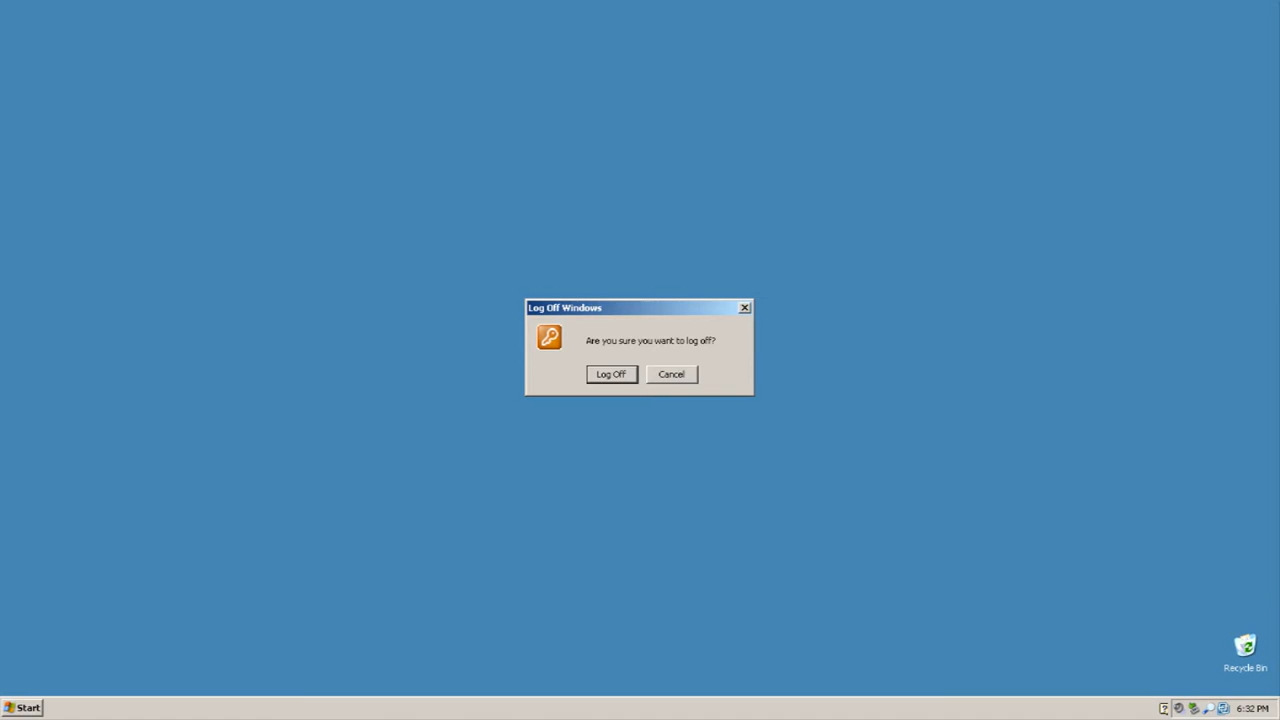 Log Off Windows
Are you sure you want to log off?
Log Off
Cancel
Recycle Bin
Start
6:32 PM